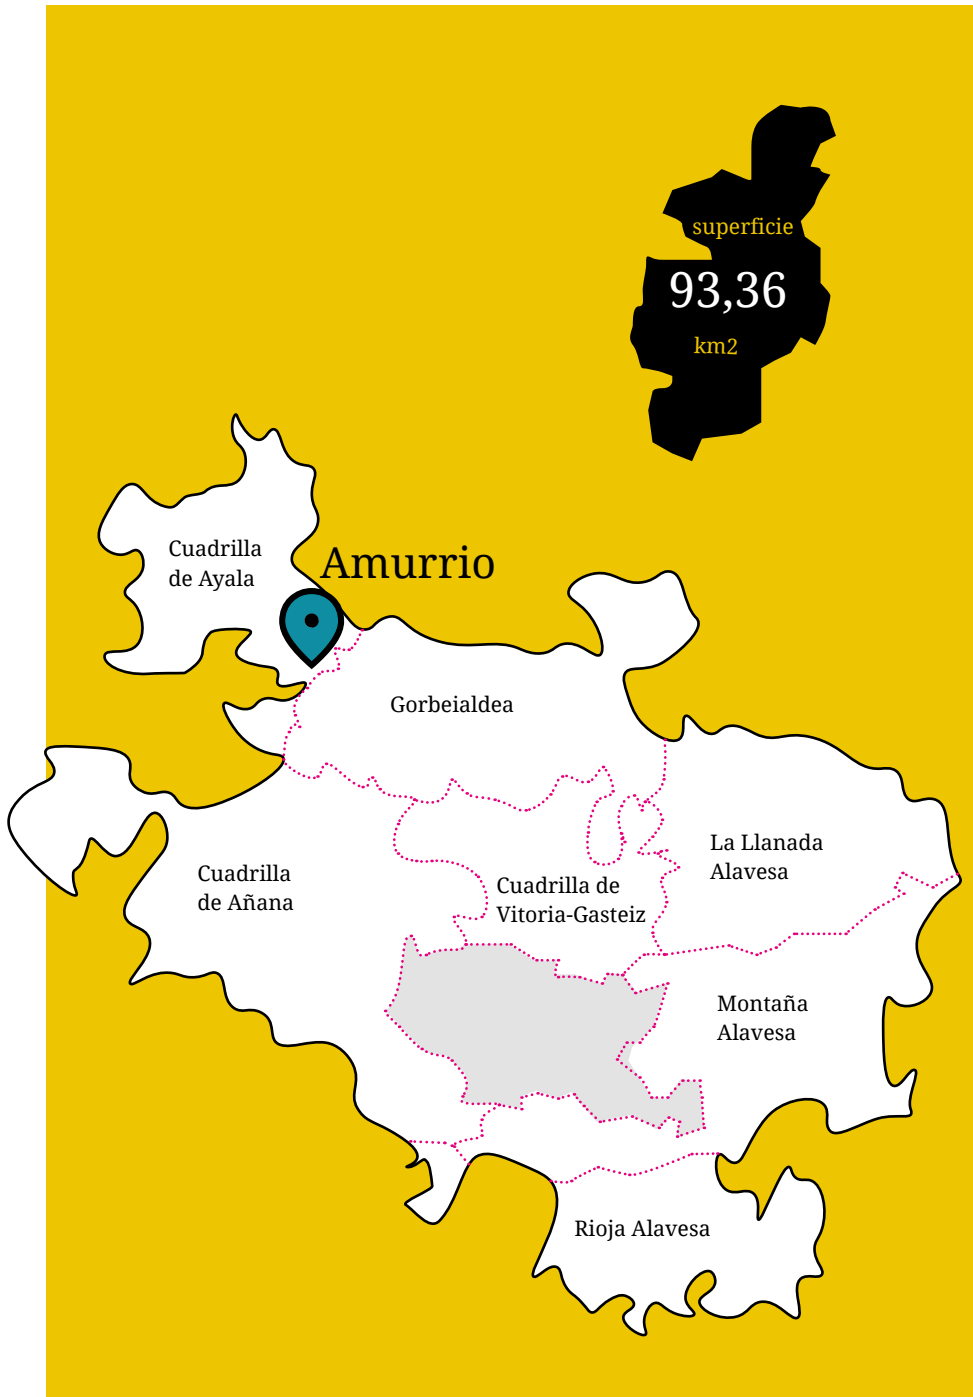 superficie
93,36
km2
Cuadrilla
de Ayala
Amurrio
Gorbeialdea
La Llanada
Alavesa
Cuadrilla
de Añana
Cuadrilla de
Vitoria-Gasteiz
Montaña
Alavesa
Rioja Alavesa